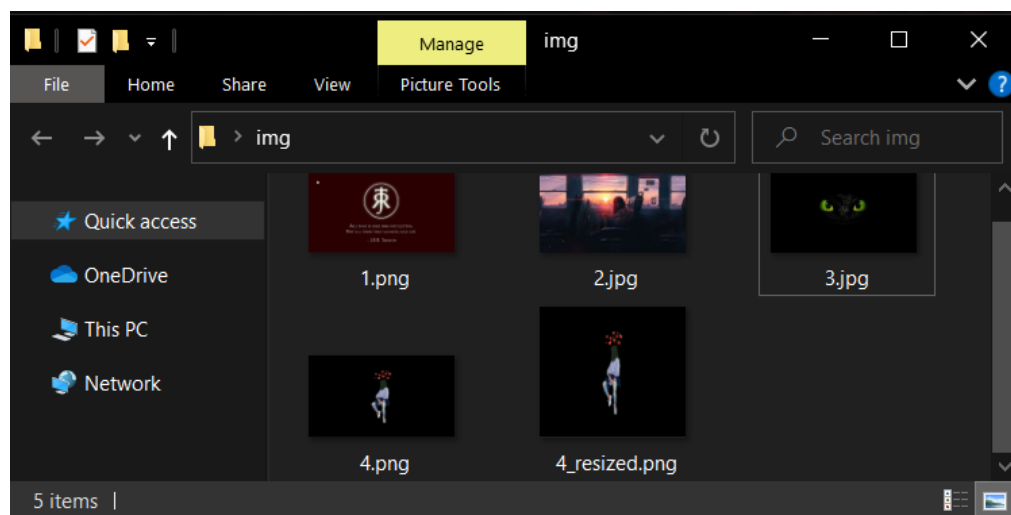 Manage
img
File
Home
Share
View
Picture Tools
?
img
Search img
Quick access
OneDrive
This PC
Network
1.png
2.jpg
3.jpg
4.png
4_resized.png
5 items